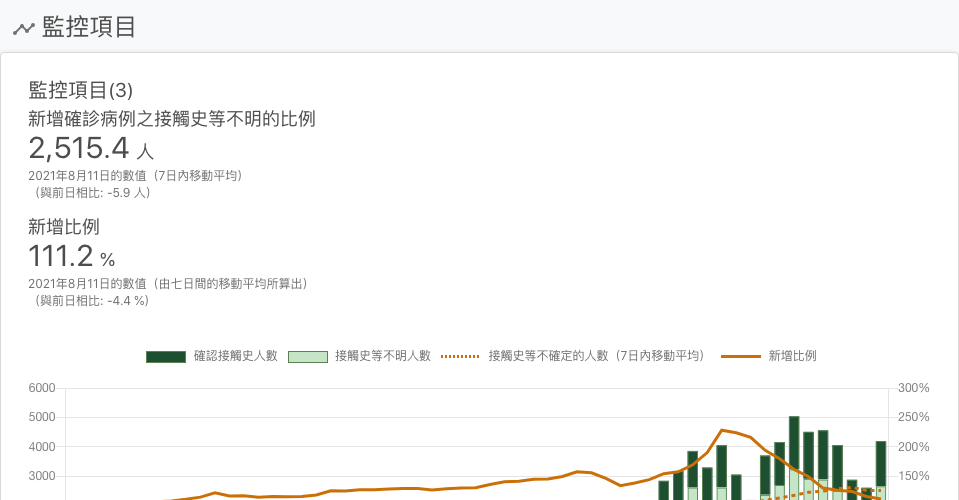 監控項目
監控項目(3)
新增確診病例之接觸史等不明的比例
2,515.4 人
2021年8月11日的數值（7日內移動平均）
（與前日相比: -5.9 人）
新增比例
111.2 %
2021年8月11日的數值（由七日間的移動平均所算出）
（與前日相比: -4.4 %）
確認接觸史人數 接觸史等不明人數 接觸史等不確定的人數（7日內移動平均） 新增比例
6000 300%
5000 250%
4000 200%
3000 150%